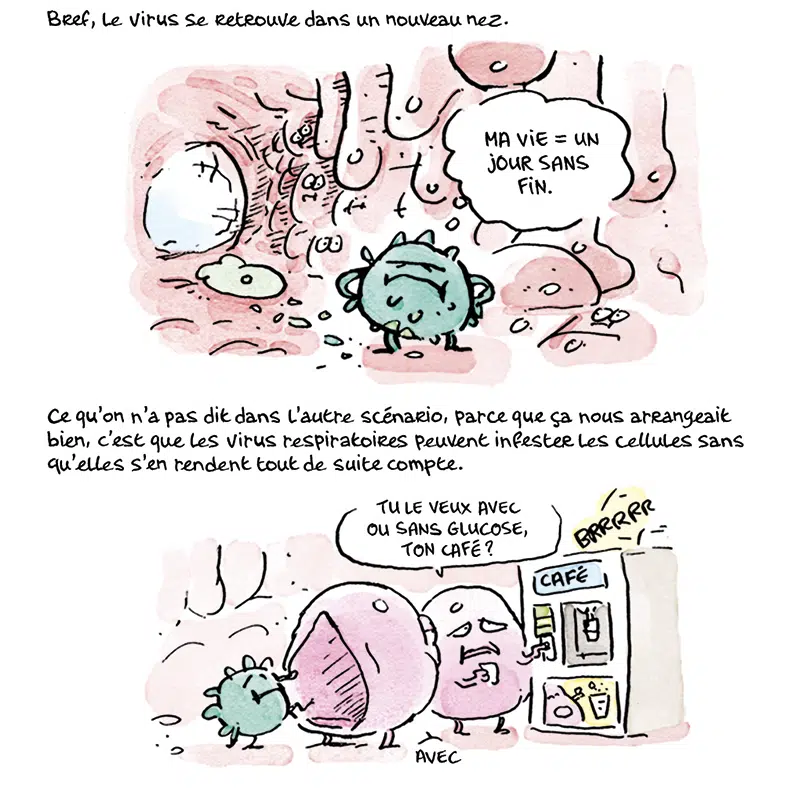 Bref, le virus se retrouve dans un nouveau nez.
MA VIE = UN
JOUR SANS
FIN.
Ce qu'on n'a pas dit dans l'autre scénario, parce que ça nous arrangeait
bien, c'est que les virus respiratoires peuvent infester les cellules sans
qu'elles s'en rendent tout de suite compte.
TU LE VEUX AVEC
OU SANS GLUCOSE,
TON CAFÉ ?
BRRRRRR
CAFÉ
AVEC